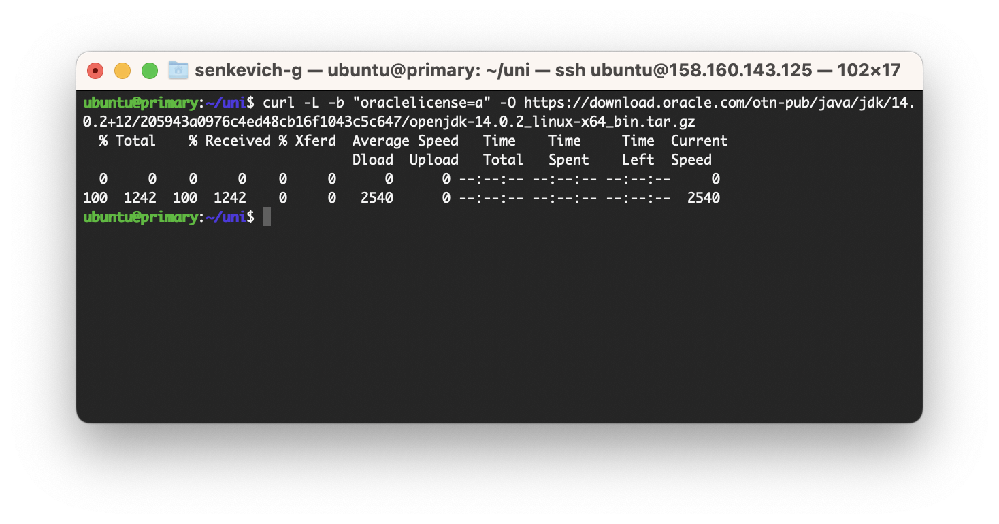 senkevich-g — ubuntu@primary: ~/uni — ssh ubuntu@158.160.143.125 — 102×17
ubuntu@primary:~/uni$ curl -L -b "oraclelicense=a" -O https://download.oracle.com/otn-pub/java/jdk/14.
0.2+12/205943a0976c4ed48cb16f1043c5c647/openjdk-14.0.2_linux-x64_bin.tar.gz
  % Total    % Received % Xferd  Average Speed   Time    Time     Time  Current
                                 Dload  Upload   Total   Spent    Left  Speed
  0     0    0     0    0     0      0      0 --:--:-- --:--:-- --:--:--     0
100  1242  100  1242    0     0   2540      0 --:--:-- --:--:-- --:--:--  2540
ubuntu@primary:~/uni$